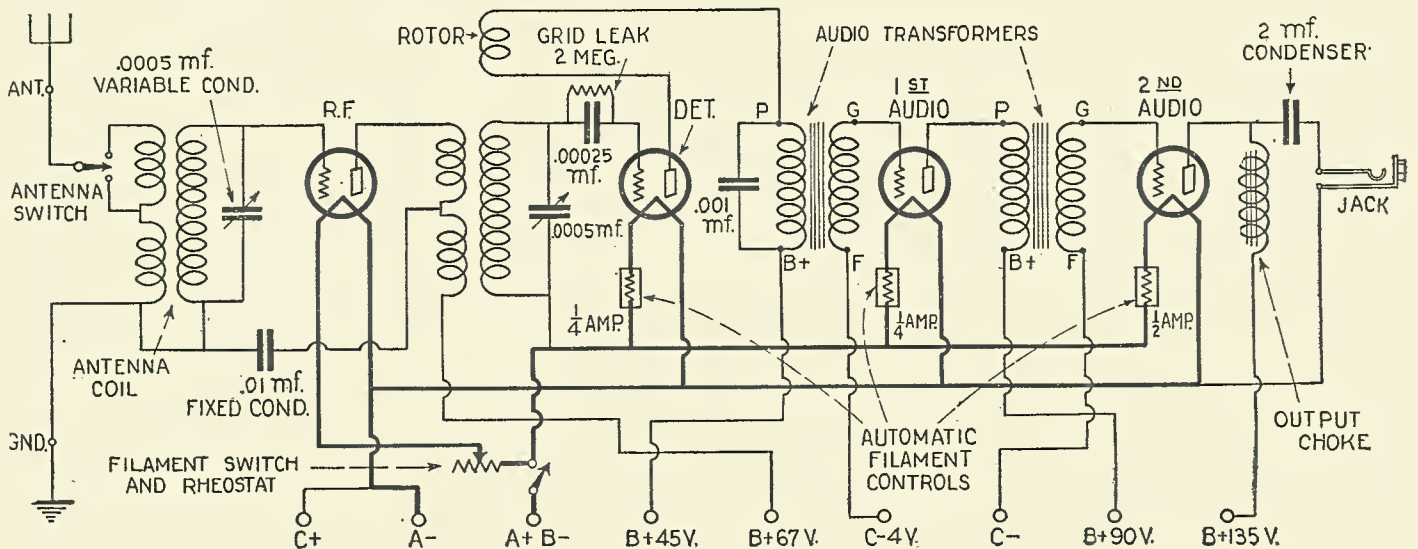 ANT.
.0005 mf.
VARIABLE COND.
R.F.
ROTOR
GRID LEAK
2 MEG.
.00025
mf.
DET.
AUDIO TRANSFORMERS
P
G
1ST
AUDIO
P
G
2ND
AUDIO
2 mf.
CONDENSER
JACK
ANTENNA
SWITCH
.0005mf.
.001
mf.
B+
F
B+
F
1/4 AMP.
1/4 AMP.
1/2 AMP.
ANTENNA
COIL
.01 mf.
FIXED COND.
GND.
FILAMENT SWITCH
AND RHEOSTAT
AUTOMATIC
FILAMENT
CONTROLS
OUTPUT
CHOKE
C+
A-
A+ B-
B+45V.
B+67V.
C-4V.
C-
B+90V.
B+135V.